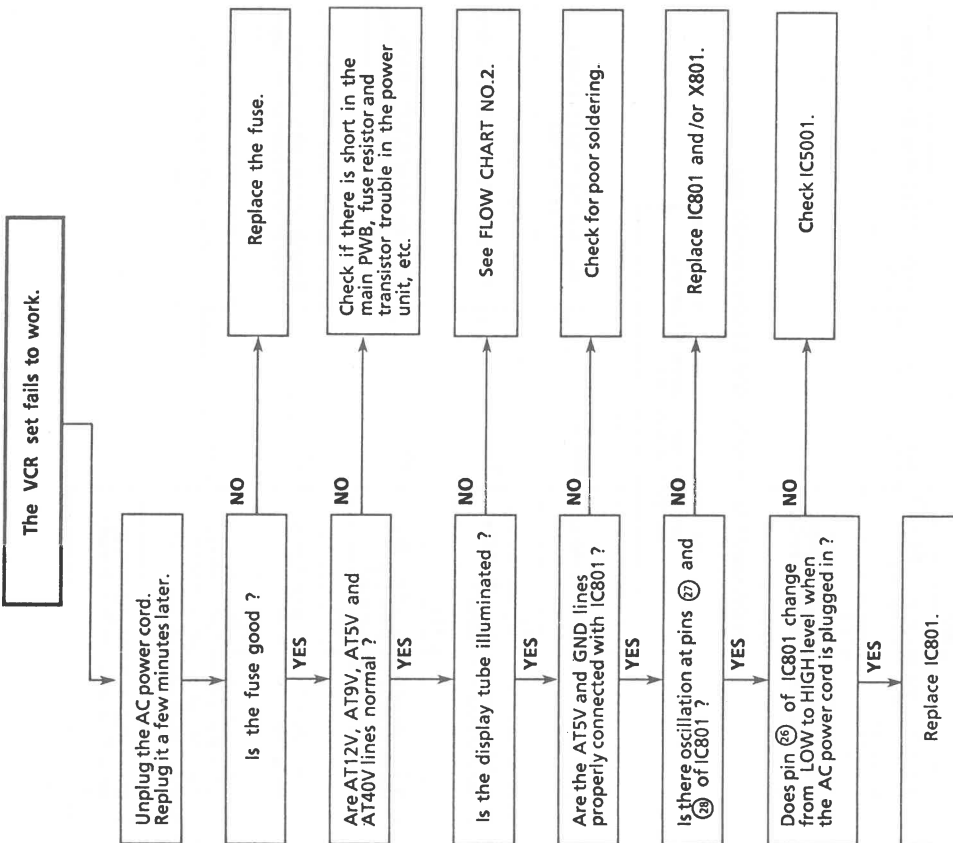 The VCR set fails to work.
Unplug the AC power cord.
Replug it a few minutes later.
Is the fuse good ?
NO
Replace the fuse.
YES
Are AT12V, AT9V, AT5V and
AT40V lines normal ?
NO
Check if there is short in the
main PWB, fuse resistor and
transistor trouble in the power
unit, etc.
YES
Is the display tube illuminated ?
NO
See FLOW CHART NO.2.
YES
Are the AT5V and GND lines
properly connected with IC801 ?
NO
Check for poor soldering.
YES
Is there oscillation at pins ㉗ and
㉘ of IC801 ?
NO
Replace IC801 and/or X801.
YES
Does pin ㉖ of IC801 change
from LOW to HIGH level when
the AC power cord is plugged in ?
NO
Check IC5001.
YES
Replace IC801.